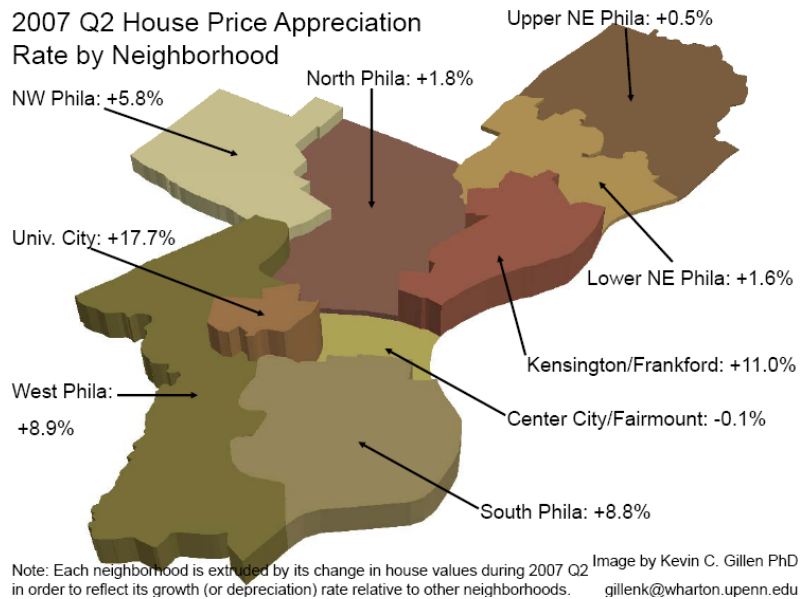 2007 Q2 House Price Appreciation
Rate by Neighborhood
Upper NE Phila: +0.5%
North Phila: +1.8%
NW Phila: +5.8%
Univ. City: +17.7%
Lower NE Phila: +1.6%
Kensington/Frankford: +11.0%
West Phila:
+8.9%
Center City/Fairmount: -0.1%
South Phila: +8.8%
Note: Each neighborhood is extruded by its change in house values during 2007 Q2
in order to reflect its growth (or depreciation) rate relative to other neighborhoods.
Image by Kevin C. Gillen PhD
gillenk@wharton.upenn.edu